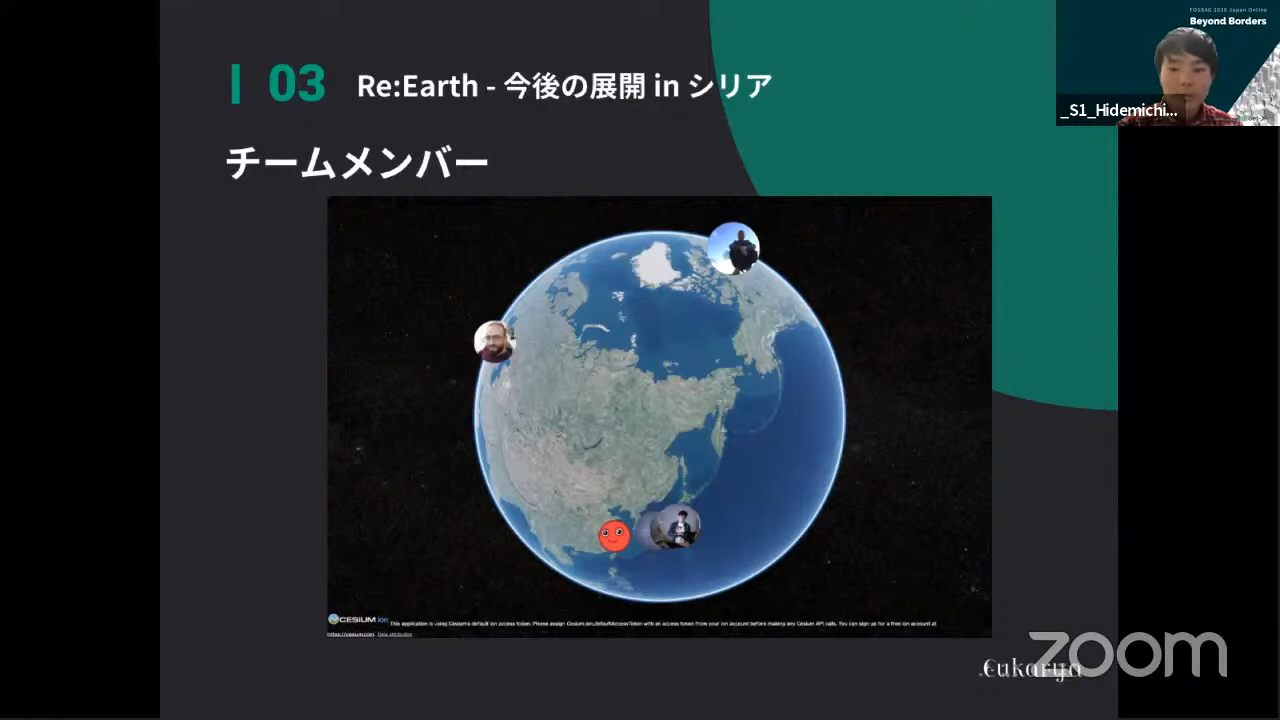 FOSS4G 2020 Japan Online
Beyond Borders
_S1_Hidemichi...
03 Re:Earth - 今後の展開 in シリア
チームメンバー
CESIUM ion This application is using Cesium's default ion access token. Please assign Cesium.Ion.defaultAccessToken with an access token from your ion account before making any Cesium API calls. You can sign up for a free ion account at
https://cesium.com. Data attribution
Eukarya
zoom